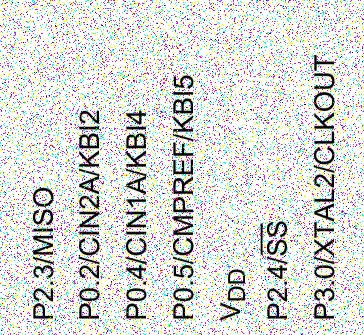 P2.3/MISO
P0.2/CIN2A/KBI2
P0.4/CIN1A/KBI4
P0.5/CMPREF/KBI5
VDD
P2.4/S̅S̅
P3.0/XTAL2/CLKOUT